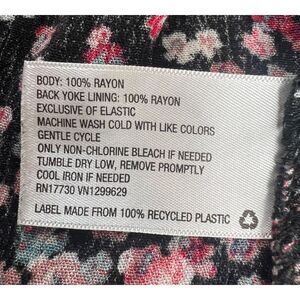 BODY: 100% RAYON
BACK YOKE LINING: 100% RAYON
EXCLUSIVE OF ELASTIC
MACHINE WASH COLD WITH LIKE COLORS
GENTLE CYCLE
ONLY NON-CHLORINE BLEACH IF NEEDED
TUMBLE DRY LOW, REMOVE PROMPTLY
COOL IRON IF NEEDED
RN17730 VN1299629
LABEL MADE FROM 100% RECYCLED PLASTIC